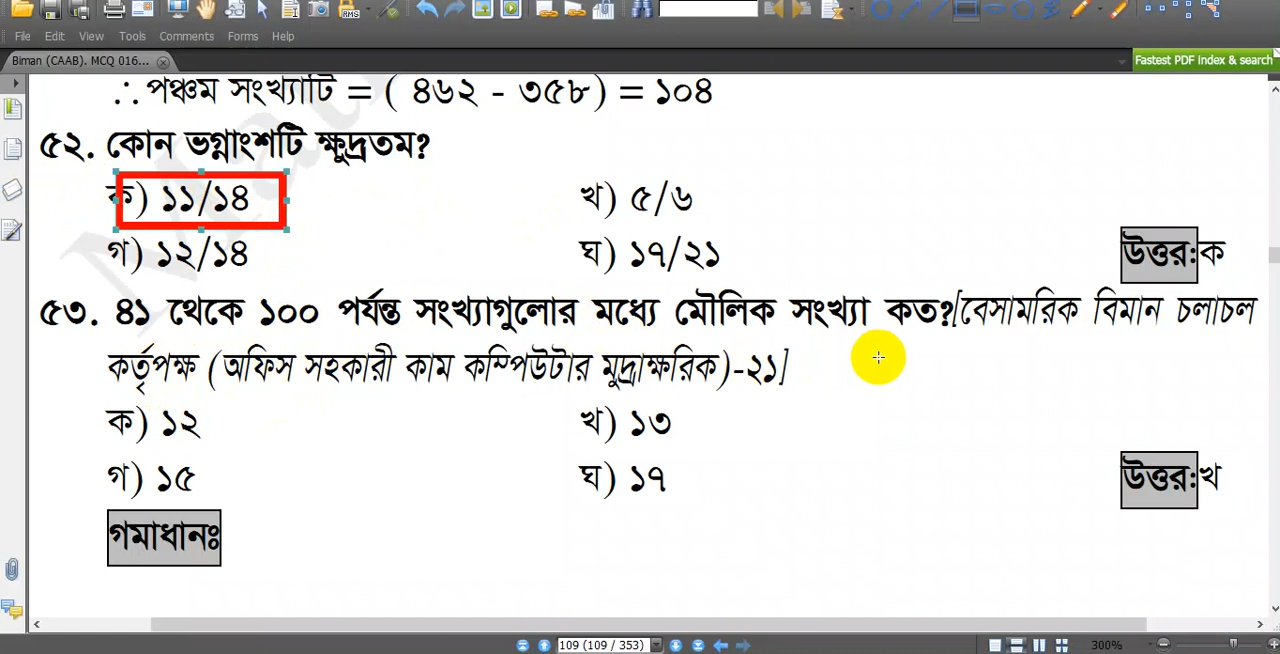 RMS
File Edit View Tools Comments Forms Help
Biman (CAAB). MCQ 016...
Fastest PDF Index & search
∴ পঞ্চম সংখ্যাটি = ( ৪৬২ - ৩৫৮) = ১০৪
৫২. কোন ভগ্নাংশটি ক্ষুদ্রতম?
ক) ১১/১৪ খ) ৫/৬
গ) ১২/১৪ ঘ) ১৭/২১ উত্তর:ক
৫৩. ৪১ থেকে ১০০ পর্যন্ত সংখ্যাগুলোর মধ্যে মৌলিক সংখ্যা কত?[বেসামরিক বিমান চলাচল
কর্তৃপক্ষ (অফিস সহকারী কাম কম্পিউটার মুদ্রাক্ষরিক)-২১]
ক) ১২ খ) ১৩
গ) ১৫ ঘ) ১৭ উত্তর:খ
গমাধানঃ
109 (109 / 353) 300%